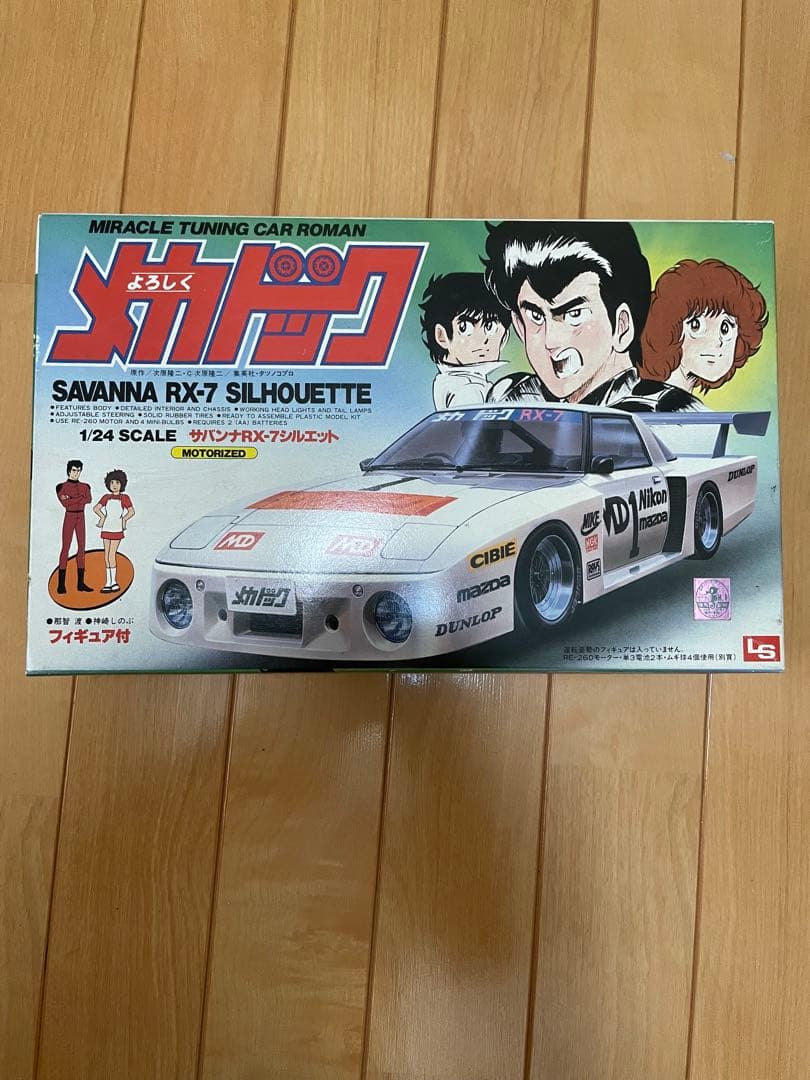 MIRACLE TUNING CAR ROMAN
よろしく
メカドック
原作/次原隆二・C次原隆二/集英社・タツノコプロ
SAVANNA RX-7 SILHOUETTE
●FEATURES BODY ●DETAILED INTERIOR AND CHASSIS ●WORKING HEAD LIGHTS AND TAIL LAMPS
●ADJUSTABLE STEERING ●SOLID RUBBER TIRES ●READY TO ASSEMBLE PLASTIC MODEL KIT
●USE RE-260 MOTOR AND 4 MINI-BULBS ●REQUIRES 2 (AA) BATTERIES
1/24 SCALE サバンナRX-7シルエット
MOTORIZED
メカドック RX-7
MD
MD
メカドック
CIBIE
mazda
DUNLOP
NIKE
NGK
MD1
Nikon
mazda
DUNLOP
●那智 渡 ●神崎しのぶ
フィギュア付
運転姿勢のフィギュアは入っていません。
RE-260モーター・単3電池2本・ムギ球4個使用(別買)
LS